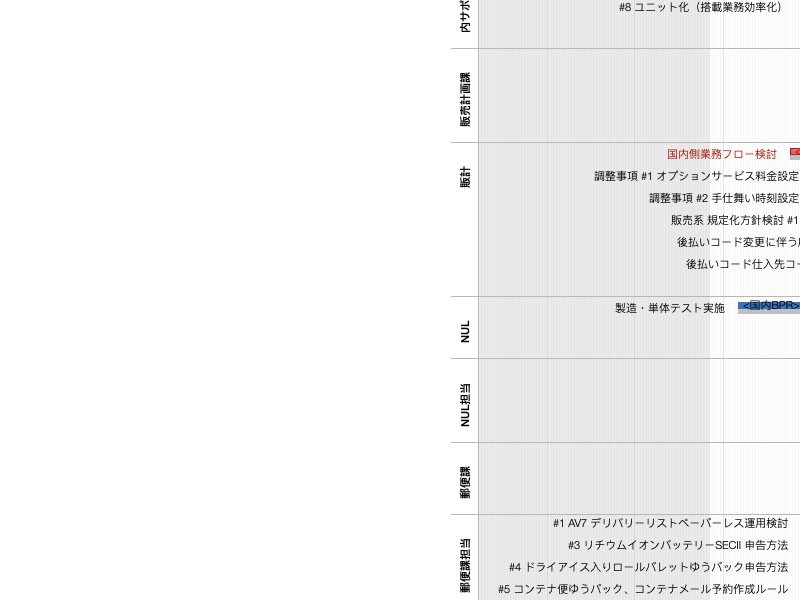 内サポ
#8 ユニット化（搭載業務効率化）
販売計画課
販計
国内側業務フロー検討
調整事項 #1 オプションサービス料金設定
調整事項 #2 手仕舞い時刻設定
販売系 規定化方針検討 #1
後払いコード変更に伴う
後払いコード仕入先コー
NUL
製造・単体テスト実施
<国内BPR>
NUL担当
郵便課
郵便課担当
#1 AV7 デリバリーリストペーパーレス運用検討
#3 リチウムイオンバッテリーSECII 申告方法
#4 ドライアイス入りロールパレットゆうパック申告方法
#5 コンテナ便ゆうパック、コンテナメール予約作成ルール